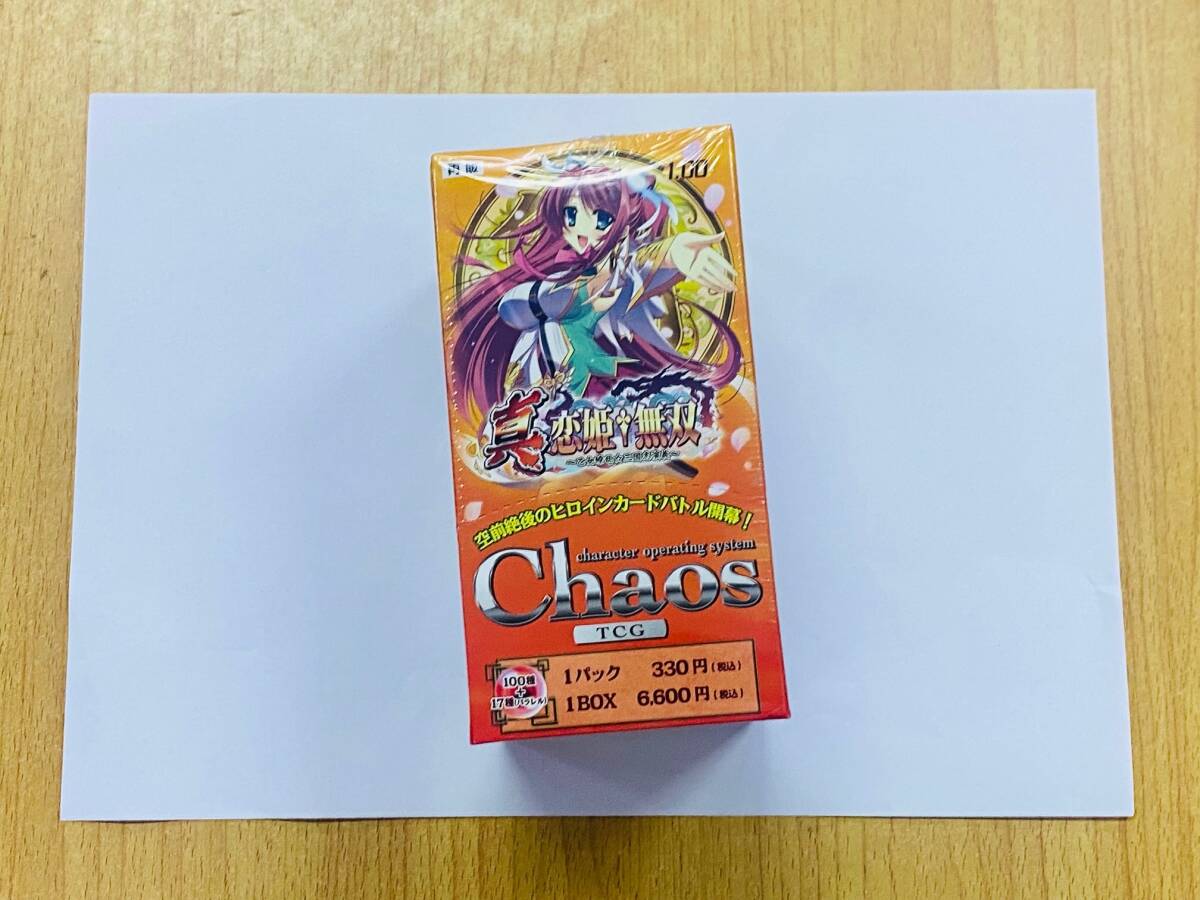 再販
1.00
真 恋姫†無双
空前絶後のヒロインカードバトル開幕!
character operating system
Chaos
TCG
100種
+
17種(パラレル)
1パック 330円(税込)
1BOX 6,600円(税込)